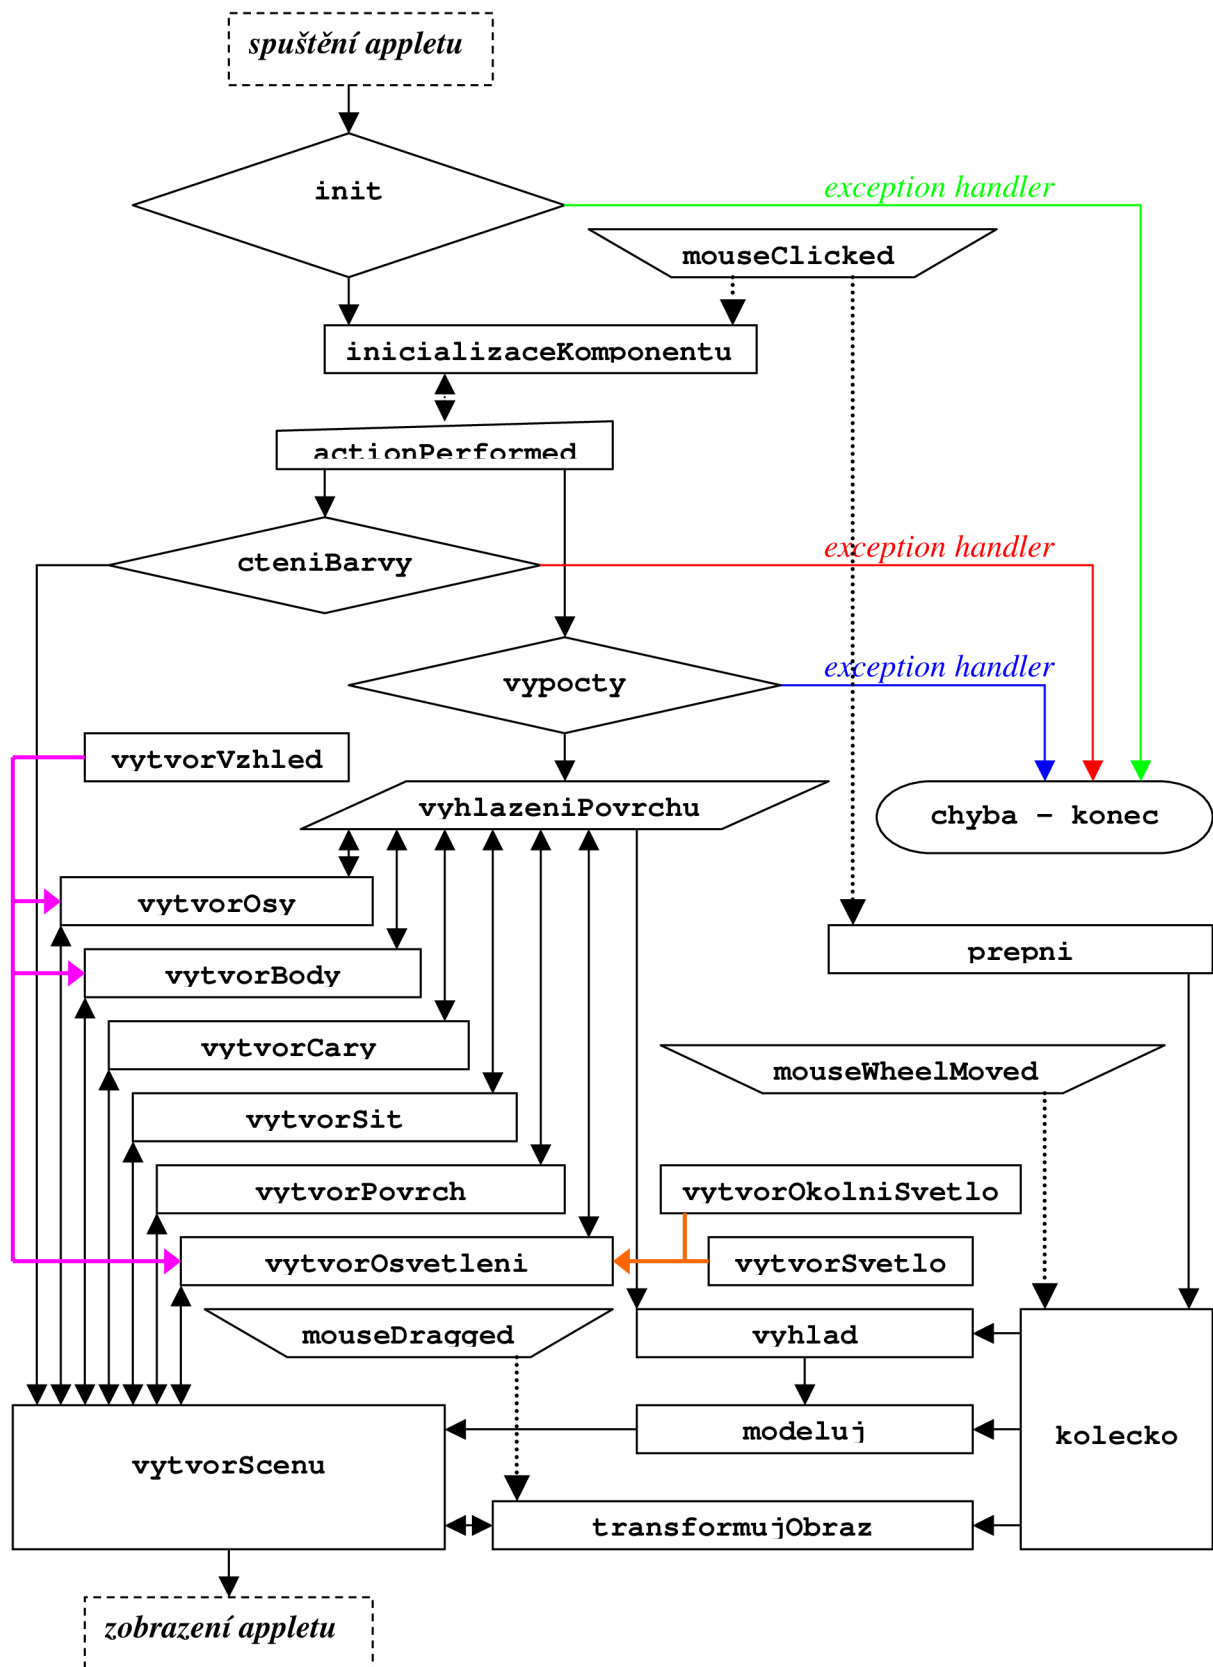 spuštění appletu
init
exception handler
mouseClicked
inicializaceKomponentu
actionPerformed
exception handler
cteniBarvy
exception handler
vypocty
vytvorVzhled
vyhlazeniPovrchu
chyba – konec
vytvorOsy
prepni
vytvorBody
vytvorCary
mouseWheelMoved
vytvorSit
vytvorPovrch
vytvorOkolniSvetlo
vytvorOsvetleni
vytvorSvetlo
mouseDragged
vyhlad
modeluj
kolecko
vytvorScenu
transformujObraz
zobrazení appletu